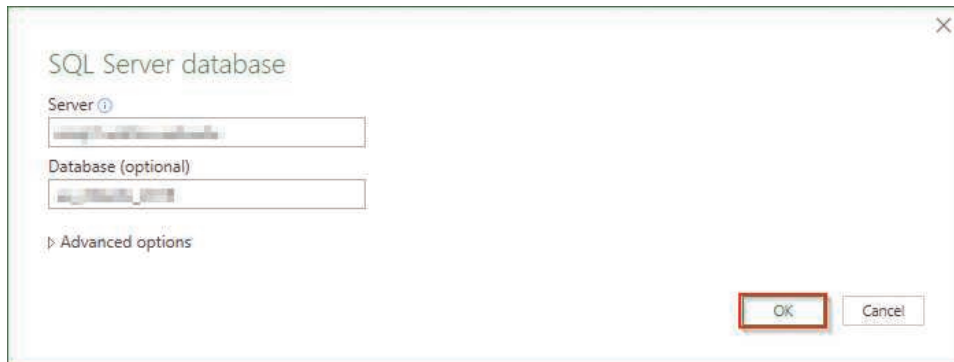 SQL Server database
Server
Database (optional)
Advanced options
OK Cancel